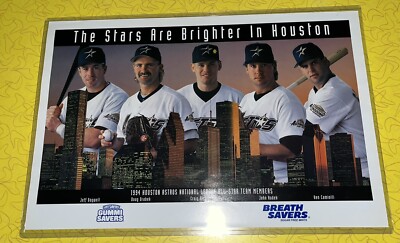 The Stars Are Brighter In Houston
1994 HOUSTON ASTROS NATIONAL LEAGUE ALL-STAR TEAM MEMBERS
Jeff Bagwell Doug Drabek Craig John Hudek Ken Caminiti
GUMMI
SAVERS
BREATH
SAVERS